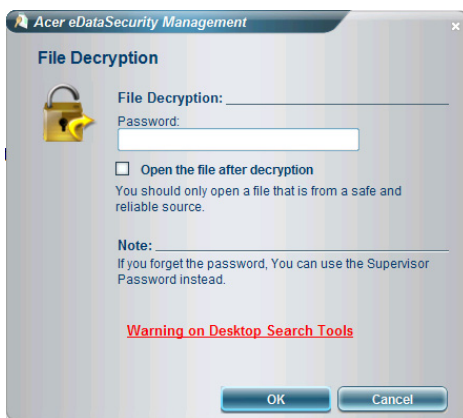 Acer eDataSecurity Management
x
File Decryption
File Decryption:
Password:
Open the file after decryption
You should only open a file that is from a safe and
reliable source.
Note:
If you forget the password, You can use the Supervisor
Password instead.
Warning on Desktop Search Tools
OK
Cancel